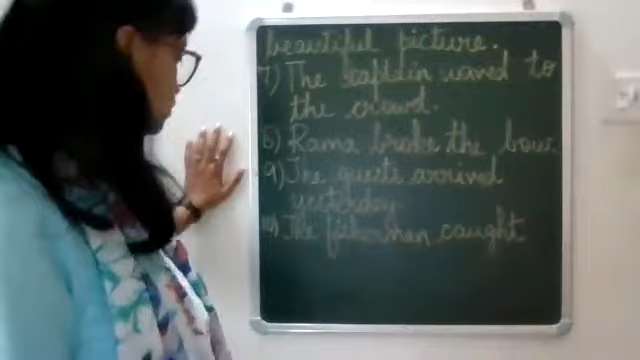 beautiful picture.
7) The captain waved to
the crowd.
8) Rama broke the bow
9) The guests arrived
yesterday
10) The fishermen caught